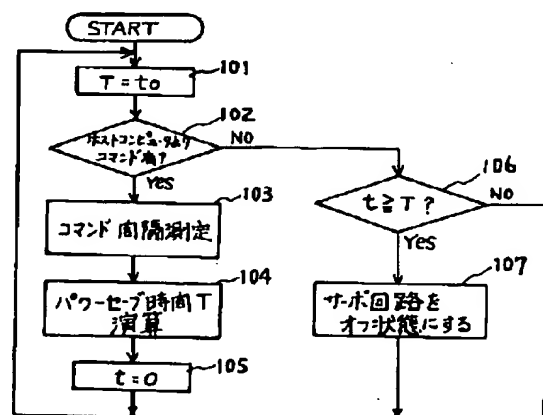 START
101
T=to
102
ホストコンピュータより
コマンド有?
NO
Yes
103
コマンド間隔測定
104
パワーセーブ時間T
演算
105
t=0
106
t≧T?
NO
Yes
107
サーボ回路を
オフ状態にする